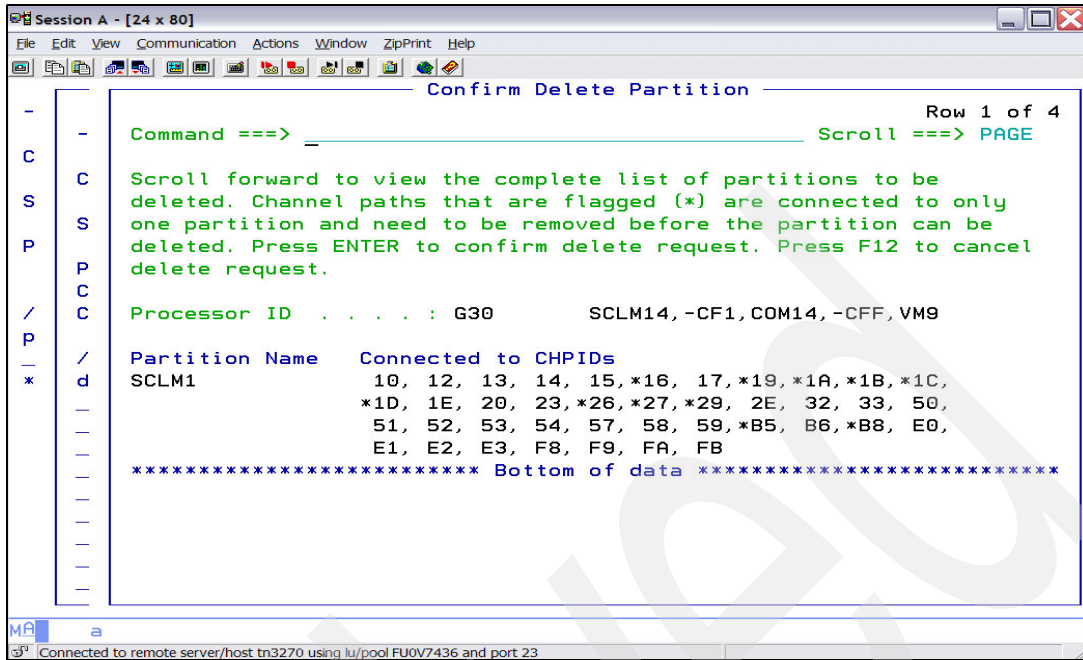 Session A - [24 x 80]
File Edit View Communication Actions Window ZipPrint Help
Confirm Delete Partition
- Row 1 of 4
- Command ===> _ Scroll ===> PAGE
C
C Scroll forward to view the complete list of partitions to be
S deleted. Channel paths that are flagged (*) are connected to only
S one partition and need to be removed before the partition can be
P deleted. Press ENTER to confirm delete request. Press F12 to cancel
P delete request.
C
/ C Processor ID . . . . : G30 SCLM14,-CF1,COM14,-CFF,VM9
p
_ / Partition Name Connected to CHPIDs
* d SCLM1 10, 12, 13, 14, 15,*16, 17,*19,*1A,*1B,*1C,
_ *1D, 1E, 20, 23,*26,*27,*29, 2E, 32, 33, 50,
_ 51, 52, 53, 54, 57, 58, 59,*B5, B6,*B8, E0,
_ E1, E2, E3, F8, F9, FA, FB
_ ************************** Bottom of data ***************************
_
_
_
_
_
MA a
Connected to remote server/host tn3270 using lu/pool FU0V7436 and port 23